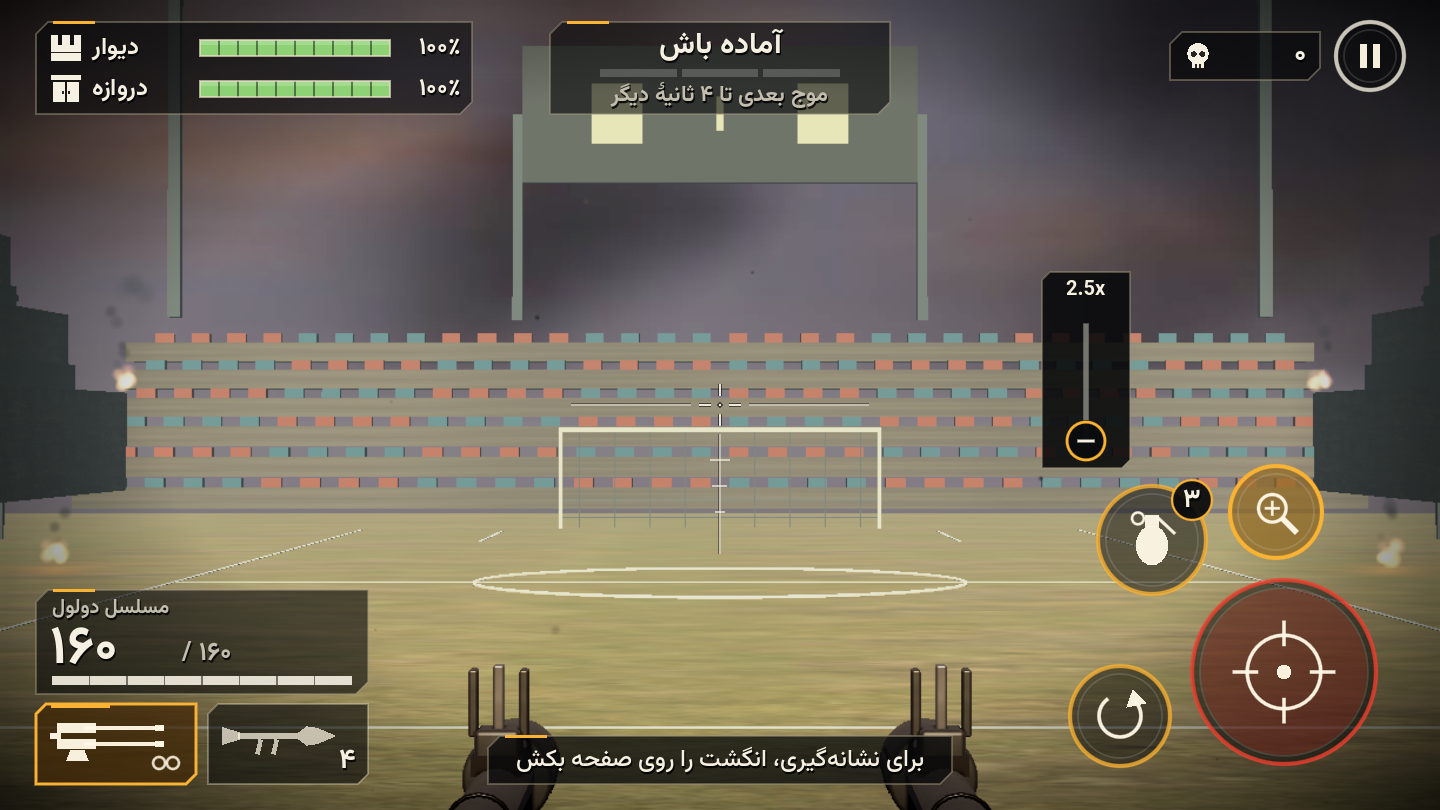 دیوار
۱۰۰٪
دروازه
۱۰۰٪
آماده باش
موج بعدی تا ۴ ثانیهٔ دیگر
۰
2.5x
۳
مسلسل دولول
۱۶۰ / ۱۶۰
∞
۴
برای نشانه‌گیری، انگشت را روی صفحه بکش